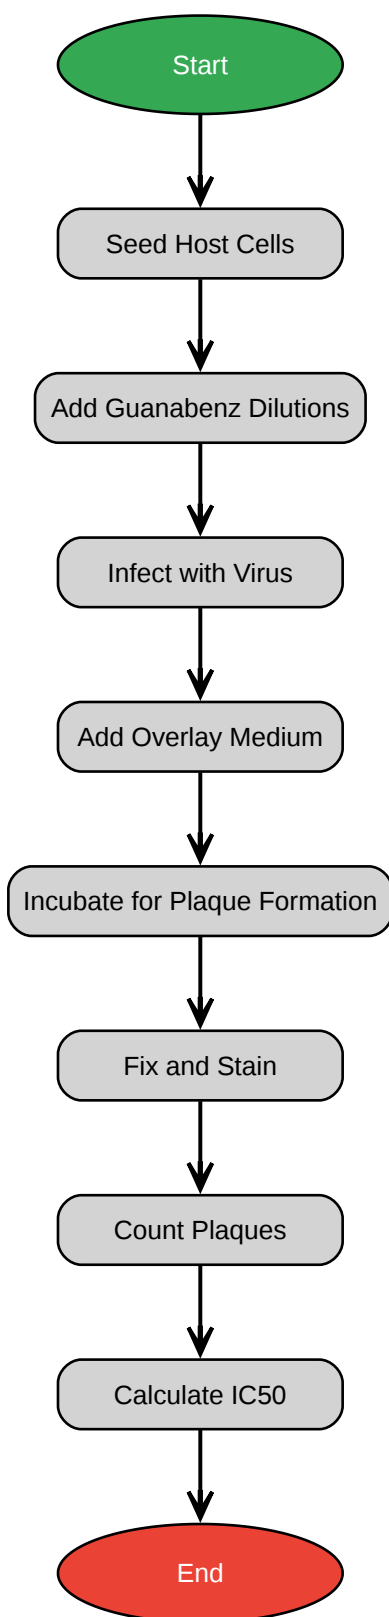 Start
Seed Host Cells
Add Guanabenz Dilutions
Infect with Virus
Add Overlay Medium
Incubate for Plaque Formation
Fix and Stain
Count Plaques
Calculate IC50
End